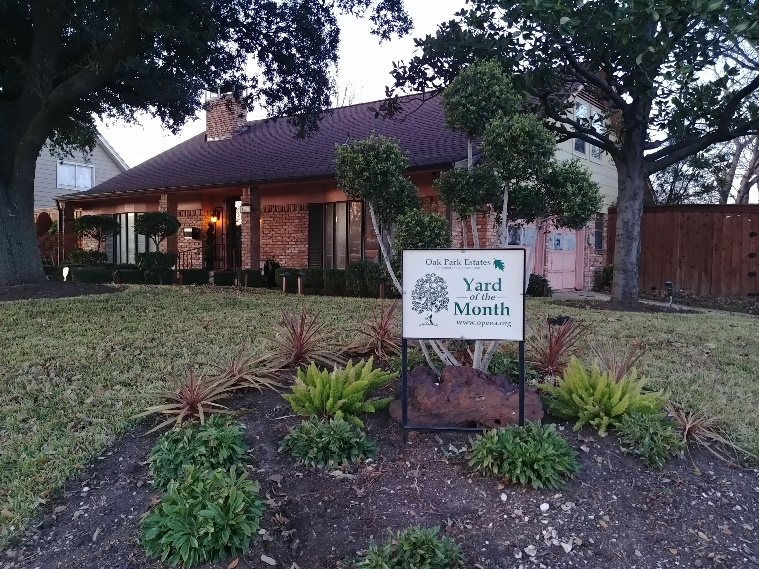 Oak Park Estates
Yard
of the
Month
www.opena.org